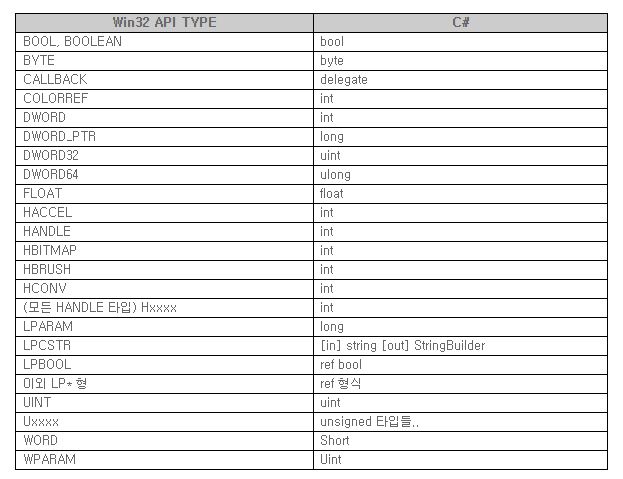 Win32 API TYPE C#
BOOL, BOOLEAN bool
BYTE byte
CALLBACK delegate
COLORREF int
DWORD int
DWORD_PTR long
DWORD32 uint
DWORD64 ulong
FLOAT float
HACCEL int
HANDLE int
HBITMAP int
HBRUSH int
HCONV int
(모든 HANDLE 타입) Hxxxx int
LPARAM long
LPCSTR [in] string [out] StringBuilder
LPBOOL ref bool
이외 LP* 형 ref 형식
UINT uint
Uxxxx unsigned 타입들..
WORD Short
WPARAM Uint